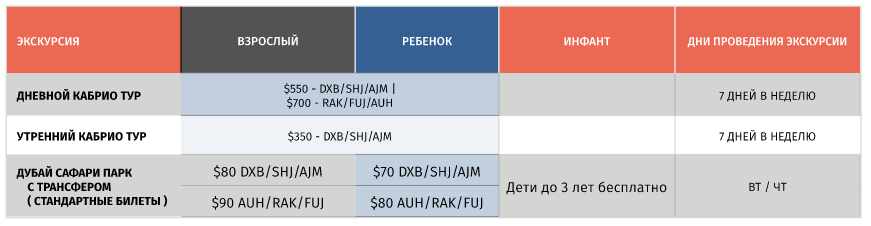 ЭКСКУРСИЯ ВЗРОСЛЫЙ РЕБЕНОК ИНФАНТ ДНИ ПРОВЕДЕНИЯ ЭКСКУРСИИ
ДНЕВНОЙ КАБРИО ТУР
$550 - DXB/SHJ/AJM |
$700 - RAK/FUJ/AUH
7 ДНЕЙ В НЕДЕЛЮ
УТРЕННИЙ КАБРИО ТУР $350 - DXB/SHJ/AJM 7 ДНЕЙ В НЕДЕЛЮ
ДУБАЙ САФАРИ ПАРК
С ТРАНСФЕРОМ
( СТАНДАРТНЫЕ БИЛЕТЫ )
$80 DXB/SHJ/AJM $70 DXB/SHJ/AJM
$90 AUH/RAK/FUJ $80 AUH/RAK/FUJ
Дети до 3 лет бесплатно
ВТ / ЧТ